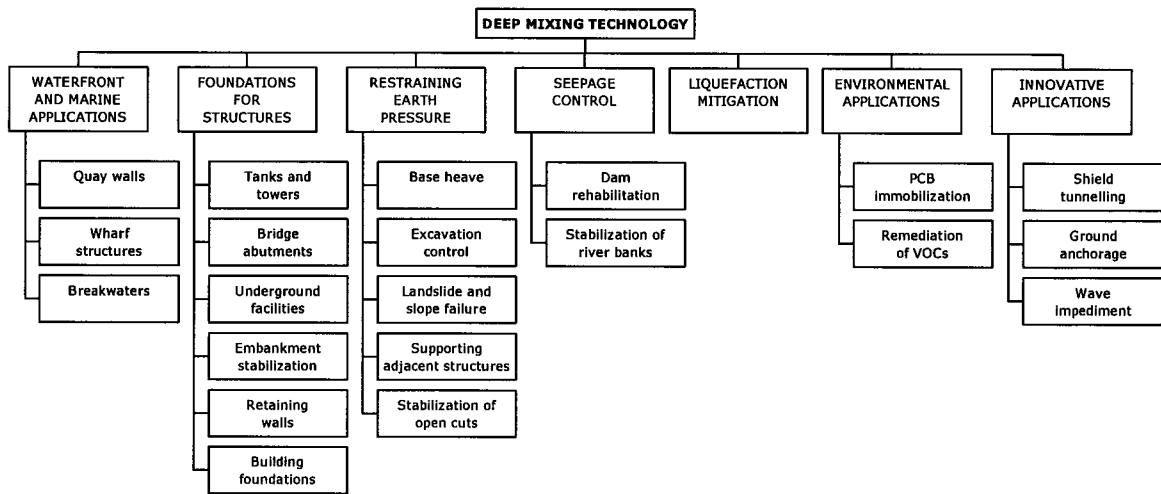 DEEP MIXING TECHNOLOGY
WATERFRONT
AND MARINE
APPLICATIONS
Quay walls
Wharf
structures
Breakwaters
FOUNDATIONS
FOR
STRUCTURES
Tanks and
towers
Bridge
abutments
Underground
facilities
Embankment
stabilization
Retaining
walls
Building
foundations
RESTRAINING
EARTH
PRESSURE
Base heave
Excavation
control
Landslide and
slope failure
Supporting
adjacent structures
Stabilization of
open cuts
SEEPAGE
CONTROL
Dam
rehabilitation
Stabilization of
river banks
LIQUEFACTION
MITIGATION
ENVIRONMENTAL
APPLICATIONS
PCB
immobilization
Remediation
of VOCs
INNOVATIVE
APPLICATIONS
Shield
tunnelling
Ground
anchorage
Wave
impediment